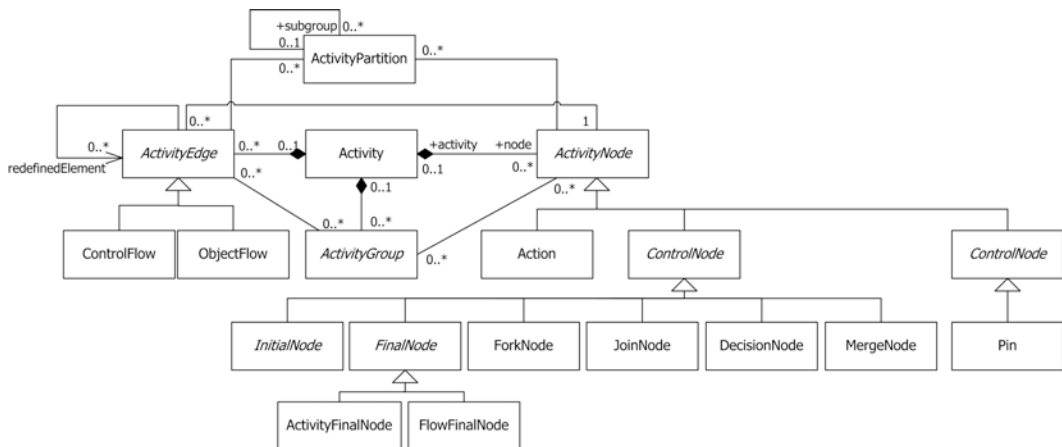 +subgroup 0..*
0..1
ActivityPartition
0..*
0..*
0..*
redefinedElement
0..*
ActivityEdge
0..*
0..1
Activity
+activity
0..1
+node
0..*
1
ActivityNode
0..*
0..*
0..1
0..*
0..*
0..*
ControlFlow
ObjectFlow
ActivityGroup
Action
ControlNode
ControlNode
InitialNode
FinalNode
ForkNode
JoinNode
DecisionNode
MergeNode
Pin
ActivityFinalNode
FlowFinalNode